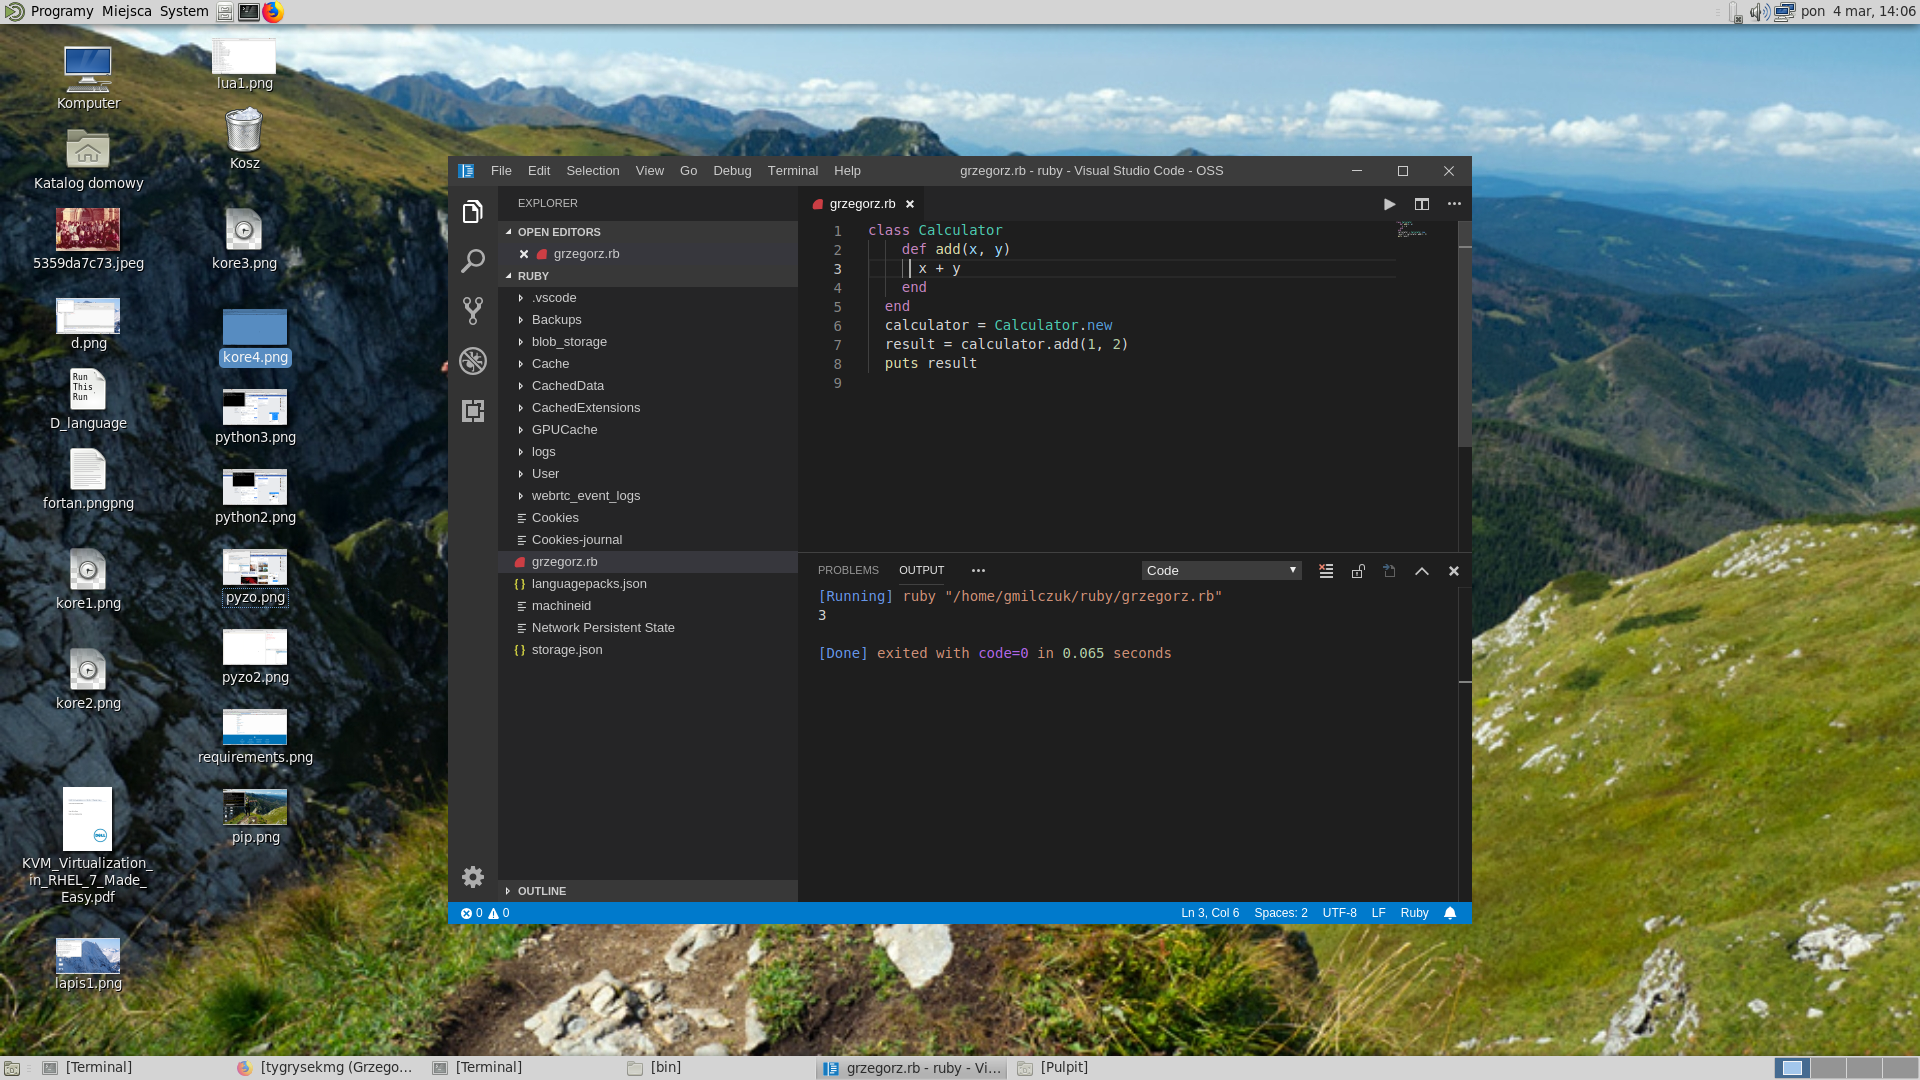 Programy Miejsca System
pon 4 mar, 14:06
Komputer
Katalog domowy
5359da7c73.jpeg
d.png
Run
This
Run
D_language
fortan.pngpng
kore1.png
kore2.png
KVM_Virtualization_
in_RHEL_7_Made_
Easy.pdf
lapis1.png
lua1.png
Kosz
kore3.png
kore4.png
python3.png
python2.png
pyzo.png
pyzo2.png
requirements.png
pip.png
File Edit Selection View Go Debug Terminal Help
grzegorz.rb - ruby - Visual Studio Code - OSS
EXPLORER
OPEN EDITORS
grzegorz.rb
RUBY
.vscode
Backups
blob_storage
Cache
CachedData
CachedExtensions
GPUCache
logs
User
webrtc_event_logs
Cookies
Cookies-journal
grzegorz.rb
{} languagepacks.json
machineid
Network Persistent State
{} storage.json
OUTLINE
grzegorz.rb
1 class Calculator
2 def add(x, y)
3 x + y
4 end
5 end
6 calculator = Calculator.new
7 result = calculator.add(1, 2)
8 puts result
9
PROBLEMS OUTPUT
Code
[Running] ruby "/home/gmilczuk/ruby/grzegorz.rb"
3
[Done] exited with code=0 in 0.065 seconds
0 0
Ln 3, Col 6 Spaces: 2 UTF-8 LF Ruby
[Terminal]
[tygrysekmg (Grzego...
[Terminal]
[bin]
grzegorz.rb - ruby - Vi...
[Pulpit]